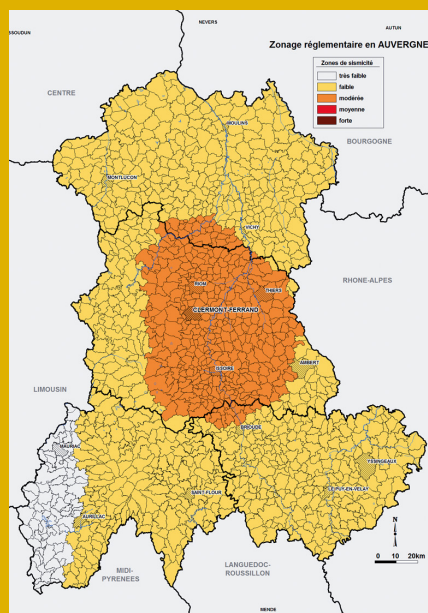 NEVERS
SSOUDUN
AUTUN
Zonage réglementaire en AUVERGNE
Zones de sismicité
très faible
faible
modérée
moyenne
forte
CENTRE
MOULINS
BOURGOGNE
MONTLUCON
VICHY
RHONE-ALPES
RIOM
THIERS
CLERMONT-FERRAND
AMBERT
ISSOIRE
LIMOUSIN
BRIOUDE
MAURIAC
YSSINGEAUX
SAINT-FLOUR
LE-PUY-EN-VELAY
AURILLAC
N
0 10 20km
MIDI-
PYRENEES
LANGUEDOC-
ROUSSILLON
MENDE